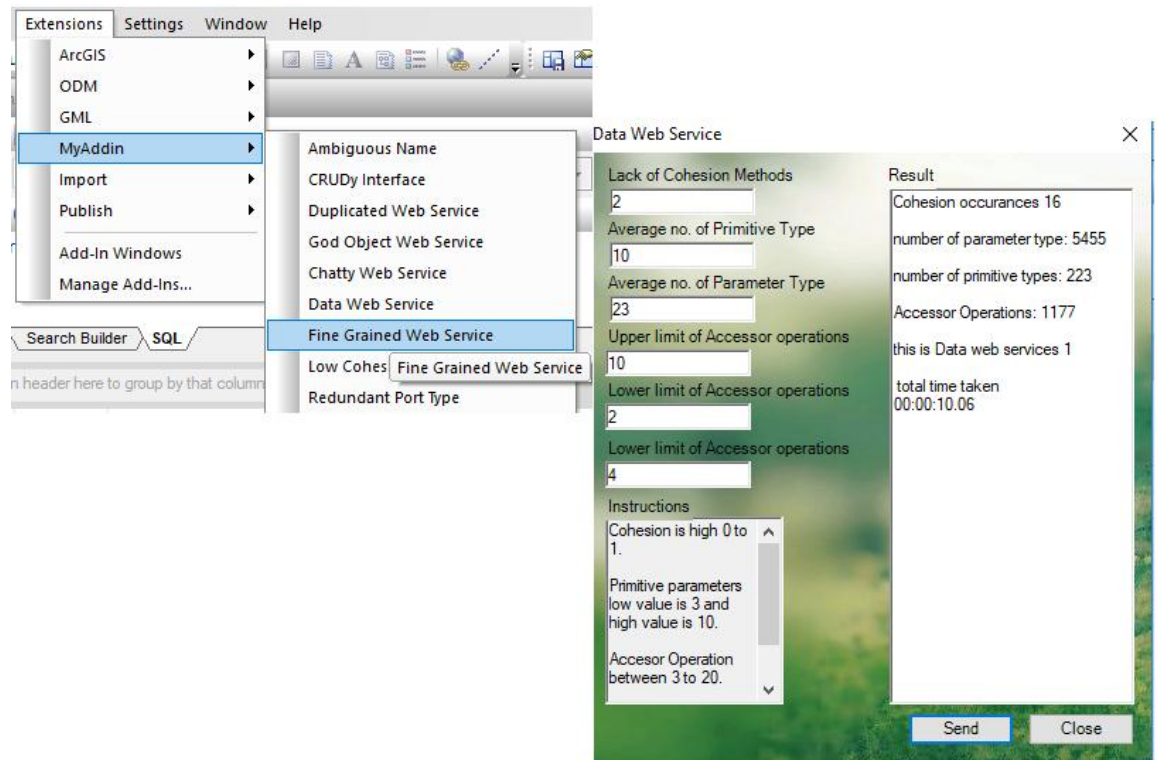 Extensions Settings Window Help
ArcGIS
ODM
GML
MyAddin
Import
Publish
Add-In Windows
Manage Add-Ins...
Ambiguous Name
CRUDy Interface
Duplicated Web Service
God Object Web Service
Chatty Web Service
Data Web Service
Fine Grained Web Service
Low Cohes
Fine Grained Web Service
Redundant Port Type
Search Builder SQL
n header here to group by that column
Data Web Service
Lack of Cohesion Methods
2
Average no. of Primitive Type
10
Average no. of Parameter Type
23
Upper limit of Accessor operations
10
Lower limit of Accessor operations
2
Lower limit of Accessor operations
4
Instructions
Cohesion is high 0 to
1.
Primitive parameters
low value is 3 and
high value is 10.
Accesor Operation
between 3 to 20.
Result
Cohesion occurances 16
number of parameter type: 5455
number of primitive types: 223
Accessor Operations: 1177
this is Data web services 1
total time taken
00:00:10.06
Send Close